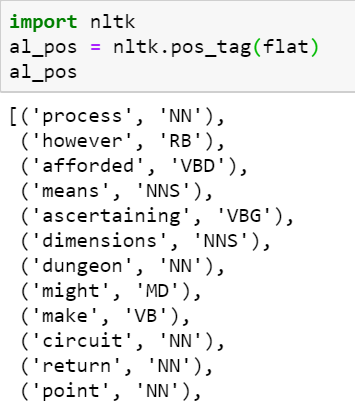 import nltk
al_pos = nltk.pos_tag(flat)
al_pos
[('process', 'NN'),
('however', 'RB'),
('afforded', 'VBD'),
('means', 'NNS'),
('ascertaining', 'VBG'),
('dimensions', 'NNS'),
('dungeon', 'NN'),
('might', 'MD'),
('make', 'VB'),
('circuit', 'NN'),
('return', 'NN'),
('point', 'NN'),